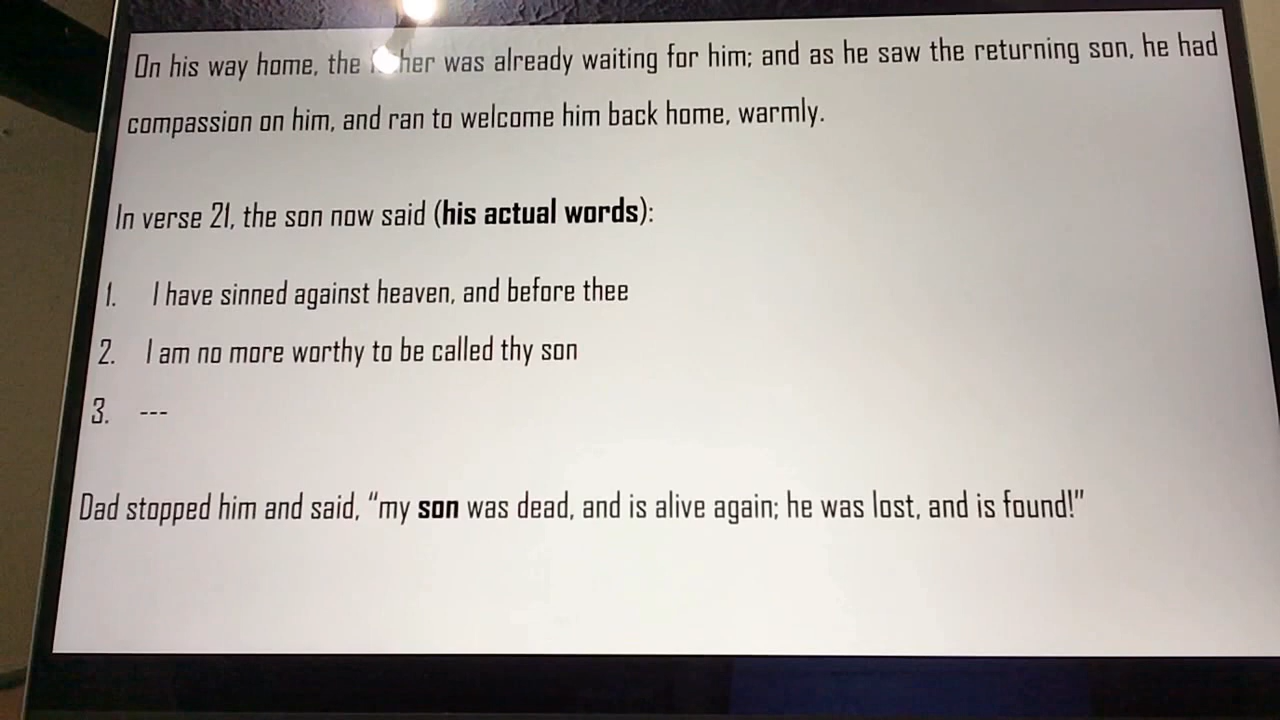 On his way home, the father was already waiting for him; and as he saw the returning son, he had
compassion on him, and ran to welcome him back home, warmly.
In verse 21, the son now said (his actual words):
1. I have sinned against heaven, and before thee
2. I am no more worthy to be called thy son
3. ---
Dad stopped him and said, “my son was dead, and is alive again; he was lost, and is found!”